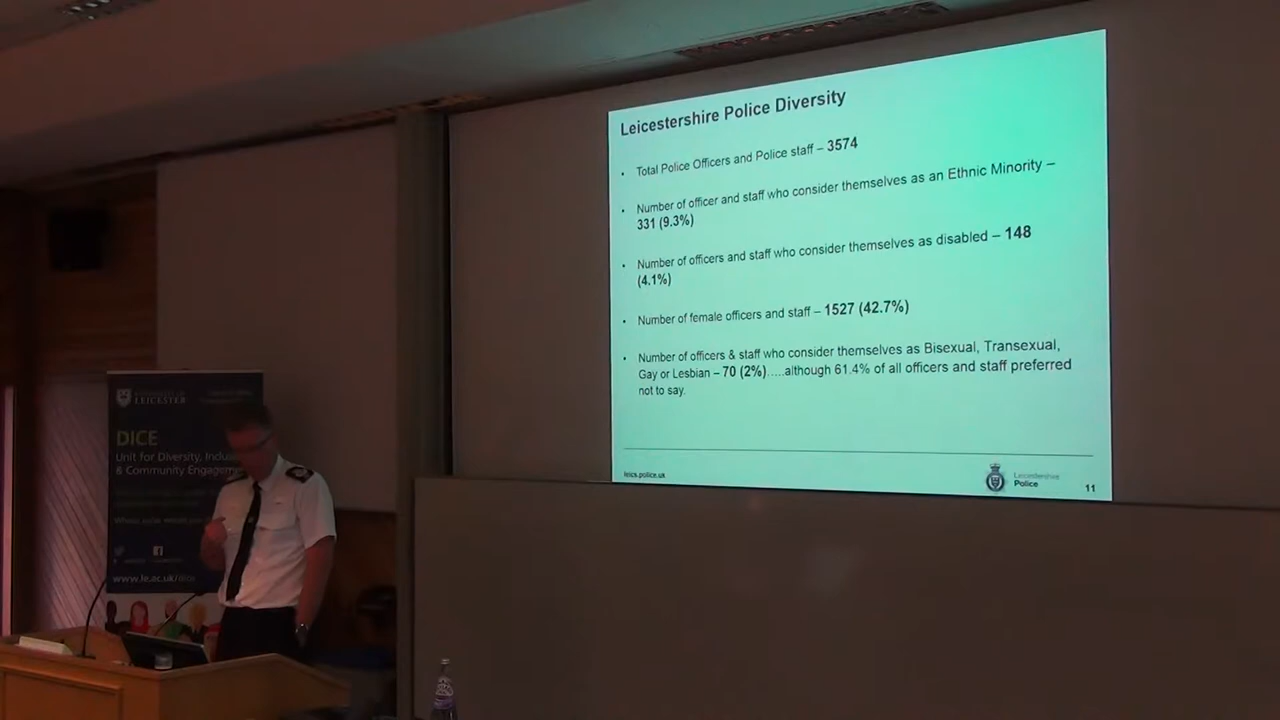 Leicestershire Police Diversity
• Total Police Officers and Police staff – 3574
• Number of officer and staff who consider themselves as an Ethnic Minority –
331 (9.3%)
• Number of officers and staff who consider themselves as disabled – 148
(4.1%)
• Number of female officers and staff – 1527 (42.7%)
• Number of officers & staff who consider themselves as Bisexual, Transexual,
Gay or Lesbian – 70 (2%).....although 61.4% of all officers and staff preferred
not to say.
leics.police.uk
Leicestershire
Police
11
LEICESTER
DICE
Unit for Diversity,
& Community
www.le.ac.uk/dice